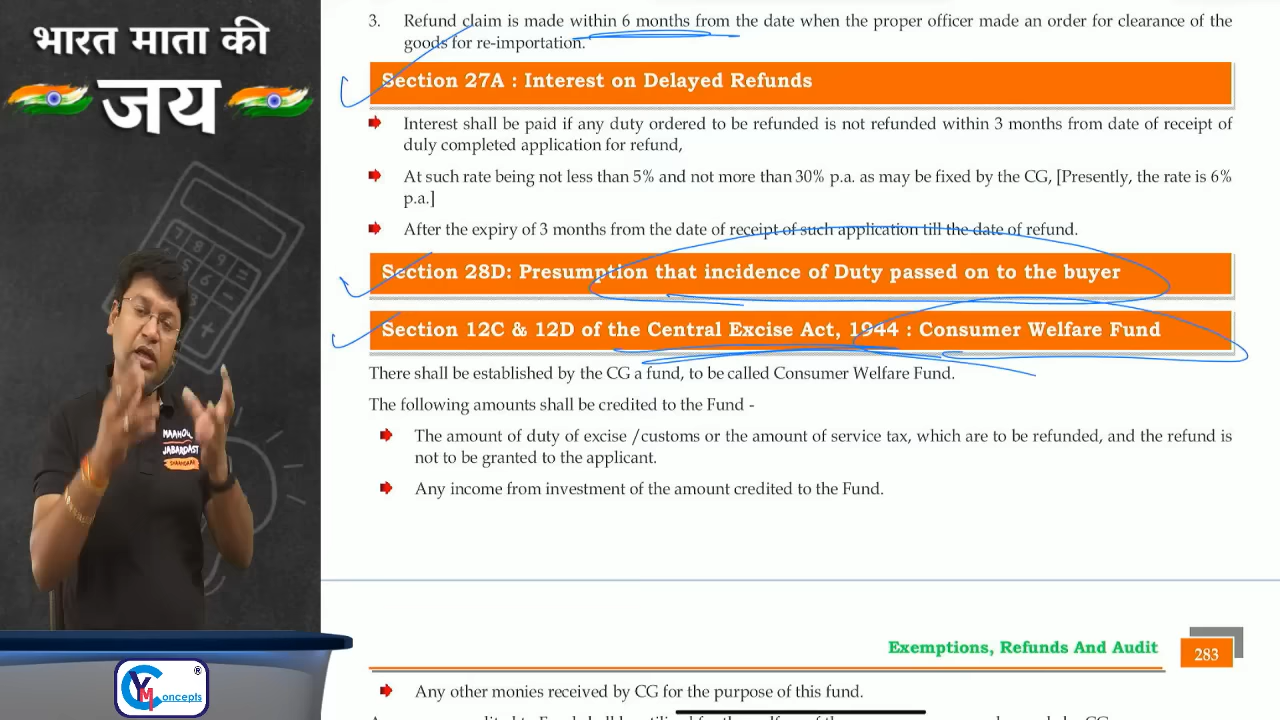 भारत माता की
जय
MAAHOUL
JABARDAST
YM Concepts
®
3. Refund claim is made within 6 months from the date when the proper officer made an order for clearance of the
goods for re-importation.
Section 27A : Interest on Delayed Refunds
Interest shall be paid if any duty ordered to be refunded is not refunded within 3 months from date of receipt of
duly completed application for refund,
At such rate being not less than 5% and not more than 30% p.a. as may be fixed by the CG, [Presently, the rate is 6%
p.a.]
After the expiry of 3 months from the date of receipt of such application till the date of refund.
Section 28D: Presumption that incidence of Duty passed on to the buyer
Section 12C & 12D of the Central Excise Act, 1944 : Consumer Welfare Fund
There shall be established by the CG a fund, to be called Consumer Welfare Fund.
The following amounts shall be credited to the Fund -
The amount of duty of excise /customs or the amount of service tax, which are to be refunded, and the refund is
not to be granted to the applicant.
Any income from investment of the amount credited to the Fund.
Exemptions, Refunds And Audit
283
Any other monies received by CG for the purpose of this fund.